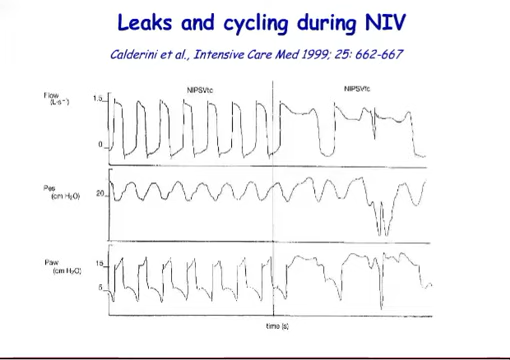 Leaks and cycling during NIV
Calderini et al., Intensive Care Med 1999; 25: 662-667
NIPSVtc NIPSVtc
Flow
(L·s⁻¹)
1.5
0
Pes
(cm H₂O)
20
Paw
(cm H₂O)
15
5
time (s)